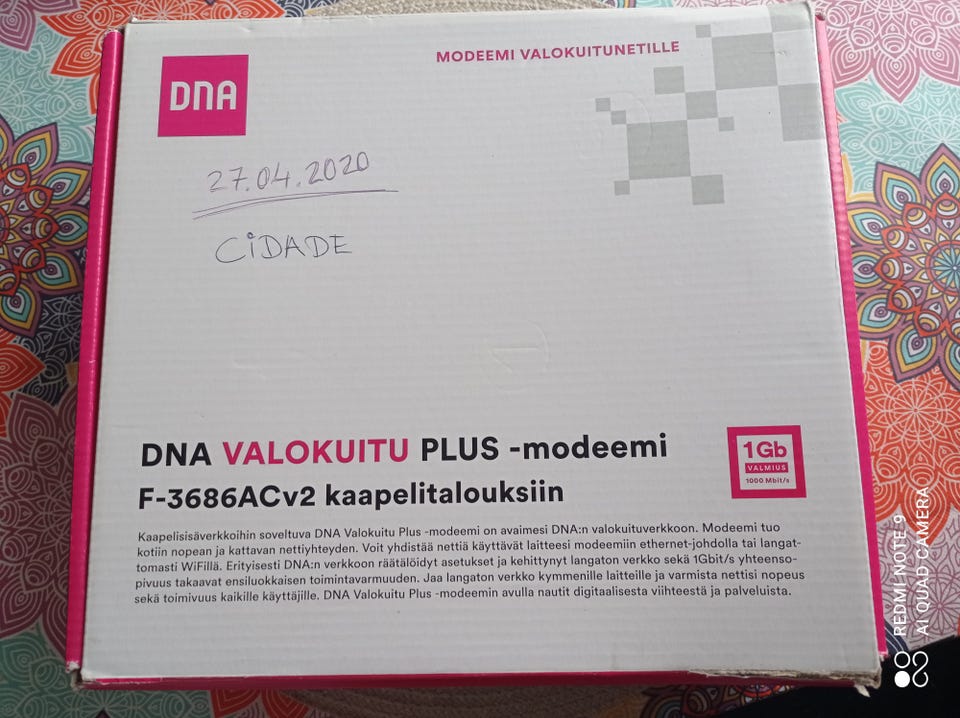 MODEEMI VALOKUITUNETILLE
DNA
27.04.2020
CiDADE
DNA VALOKUITU PLUS -modeemi
F-3686ACv2 kaapelitalouksiin
1Gb
VALMIUS
1000 Mbit/s
Kaapelisisäverkkoihin soveltuva DNA Valokuitu Plus -modeemi on avaimesi DNA:n valokuituverkkoon. Modeemi tuo
kotiin nopean ja kattavan nettiyhteyden. Voit yhdistää nettiä käyttävät laitteesi modeemiin ethernet-johdolla tai langat-
tomasti WiFillä. Erityisesti DNA:n verkkoon räätälöidyt asetukset ja kehittynyt langaton verkko sekä 1Gbit/s yhteenso-
pivuus takaavat ensiluokkaisen toimintavarmuuden. Jaa langaton verkko kymmenille laitteille ja varmista nettisi nopeus
sekä toimivuus kaikille käyttäjille. DNA Valokuitu Plus -modeemin avulla nautit digitaalisesta viihteestä ja palveluista.
REDMI NOTE 9
AI QUAD CAMERA